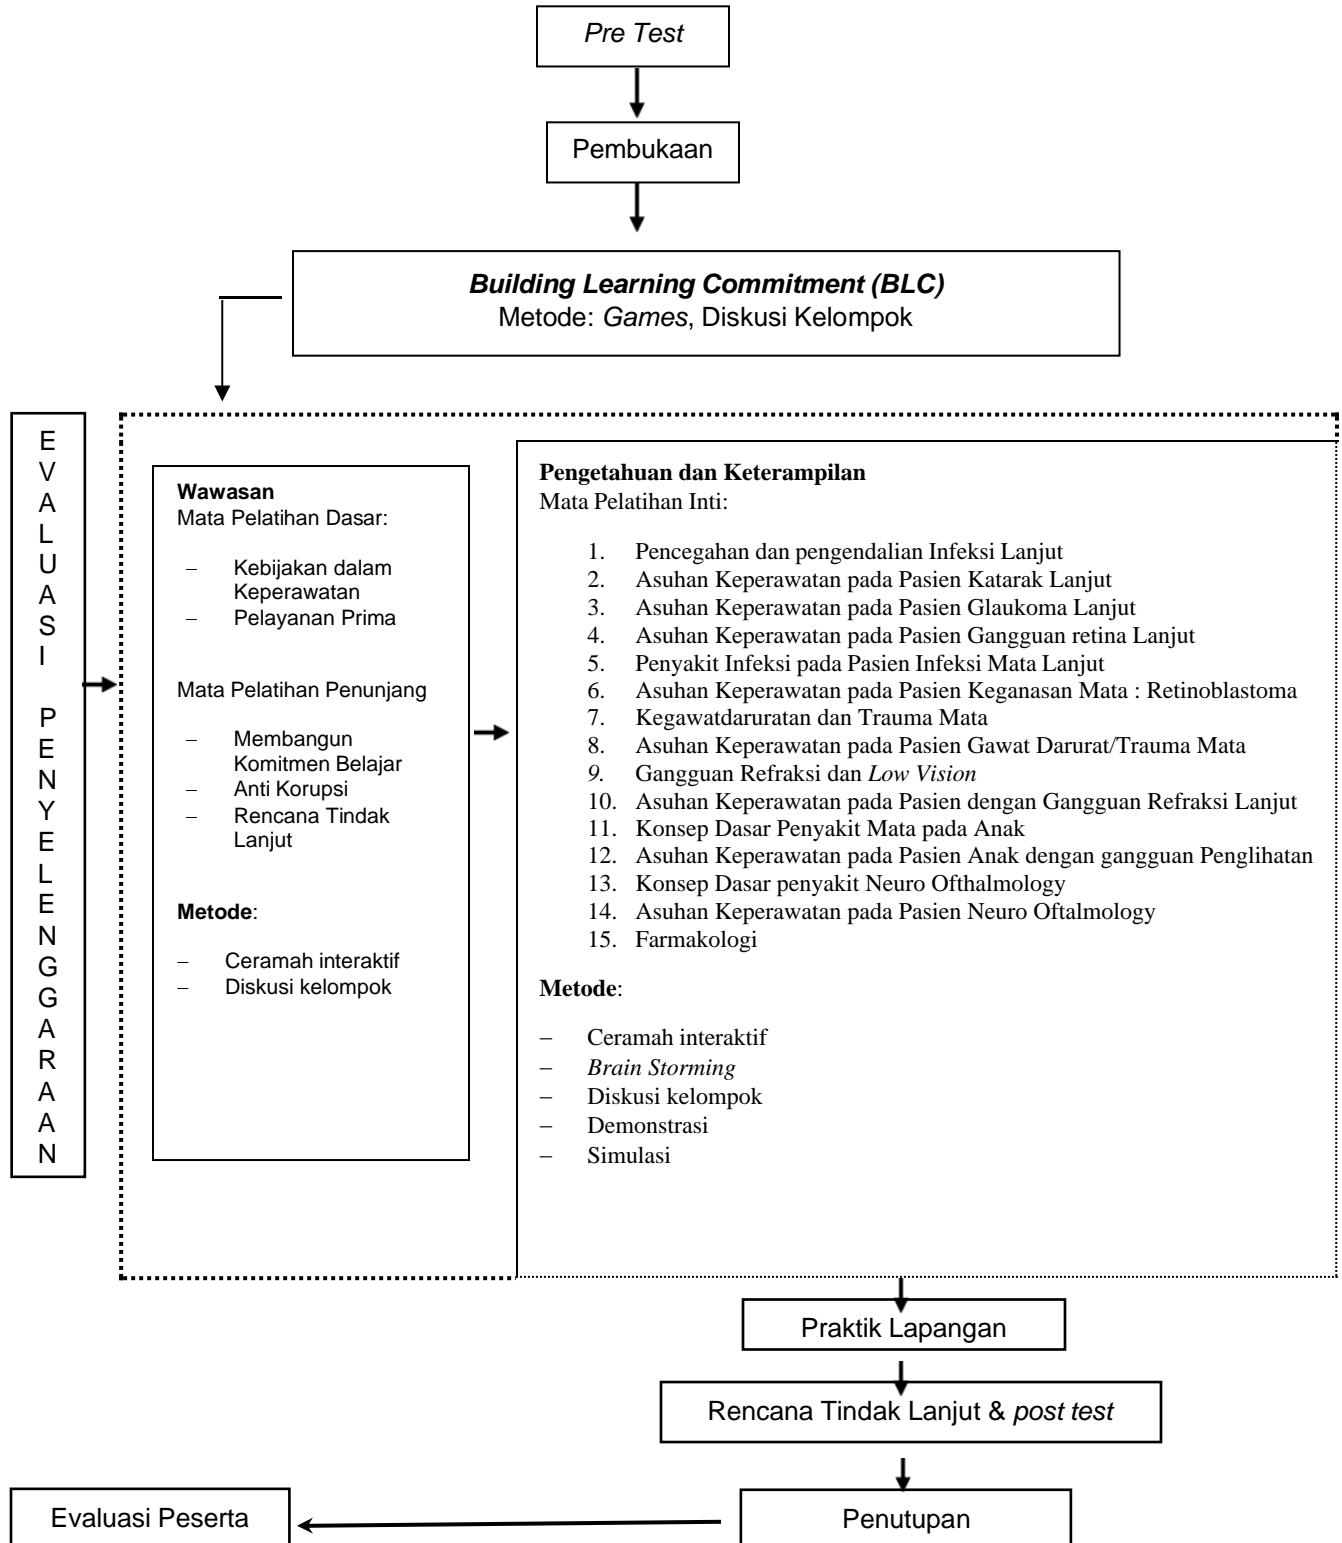 Pre Test
Pembukaan
Building Learning Commitment (BLC)
Metode: Games, Diskusi Kelompok
E
V
A
L
U
A
S
I
P
E
N
Y
E
L
E
N
G
G
A
R
A
A
N
Wawasan
Mata Pelatihan Dasar:
– Kebijakan dalam
Keperawatan
– Pelayanan Prima
Mata Pelatihan Penunjang
– Membangun
Komitmen Belajar
– Anti Korupsi
– Rencana Tindak
Lanjut
Metode:
– Ceramah interaktif
– Diskusi kelompok
Pengetahuan dan Keterampilan
Mata Pelatihan Inti:
1. Pencegahan dan pengendalian Infeksi Lanjut
2. Asuhan Keperawatan pada Pasien Katarak Lanjut
3. Asuhan Keperawatan pada Pasien Glaukoma Lanjut
4. Asuhan Keperawatan pada Pasien Gangguan retina Lanjut
5. Penyakit Infeksi pada Pasien Infeksi Mata Lanjut
6. Asuhan Keperawatan pada Pasien Keganasan Mata : Retinoblastoma
7. Kegawatdaruratan dan Trauma Mata
8. Asuhan Keperawatan pada Pasien Gawat Darurat/Trauma Mata
9. Gangguan Refraksi dan Low Vision
10. Asuhan Keperawatan pada Pasien dengan Gangguan Refraksi Lanjut
11. Konsep Dasar Penyakit Mata pada Anak
12. Asuhan Keperawatan pada Pasien Anak dengan gangguan Penglihatan
13. Konsep Dasar penyakit Neuro Ofthalmology
14. Asuhan Keperawatan pada Pasien Neuro Oftalmology
15. Farmakologi
Metode:
– Ceramah interaktif
– Brain Storming
– Diskusi kelompok
– Demonstrasi
– Simulasi
Praktik Lapangan
Rencana Tindak Lanjut & post test
Penutupan
Evaluasi Peserta